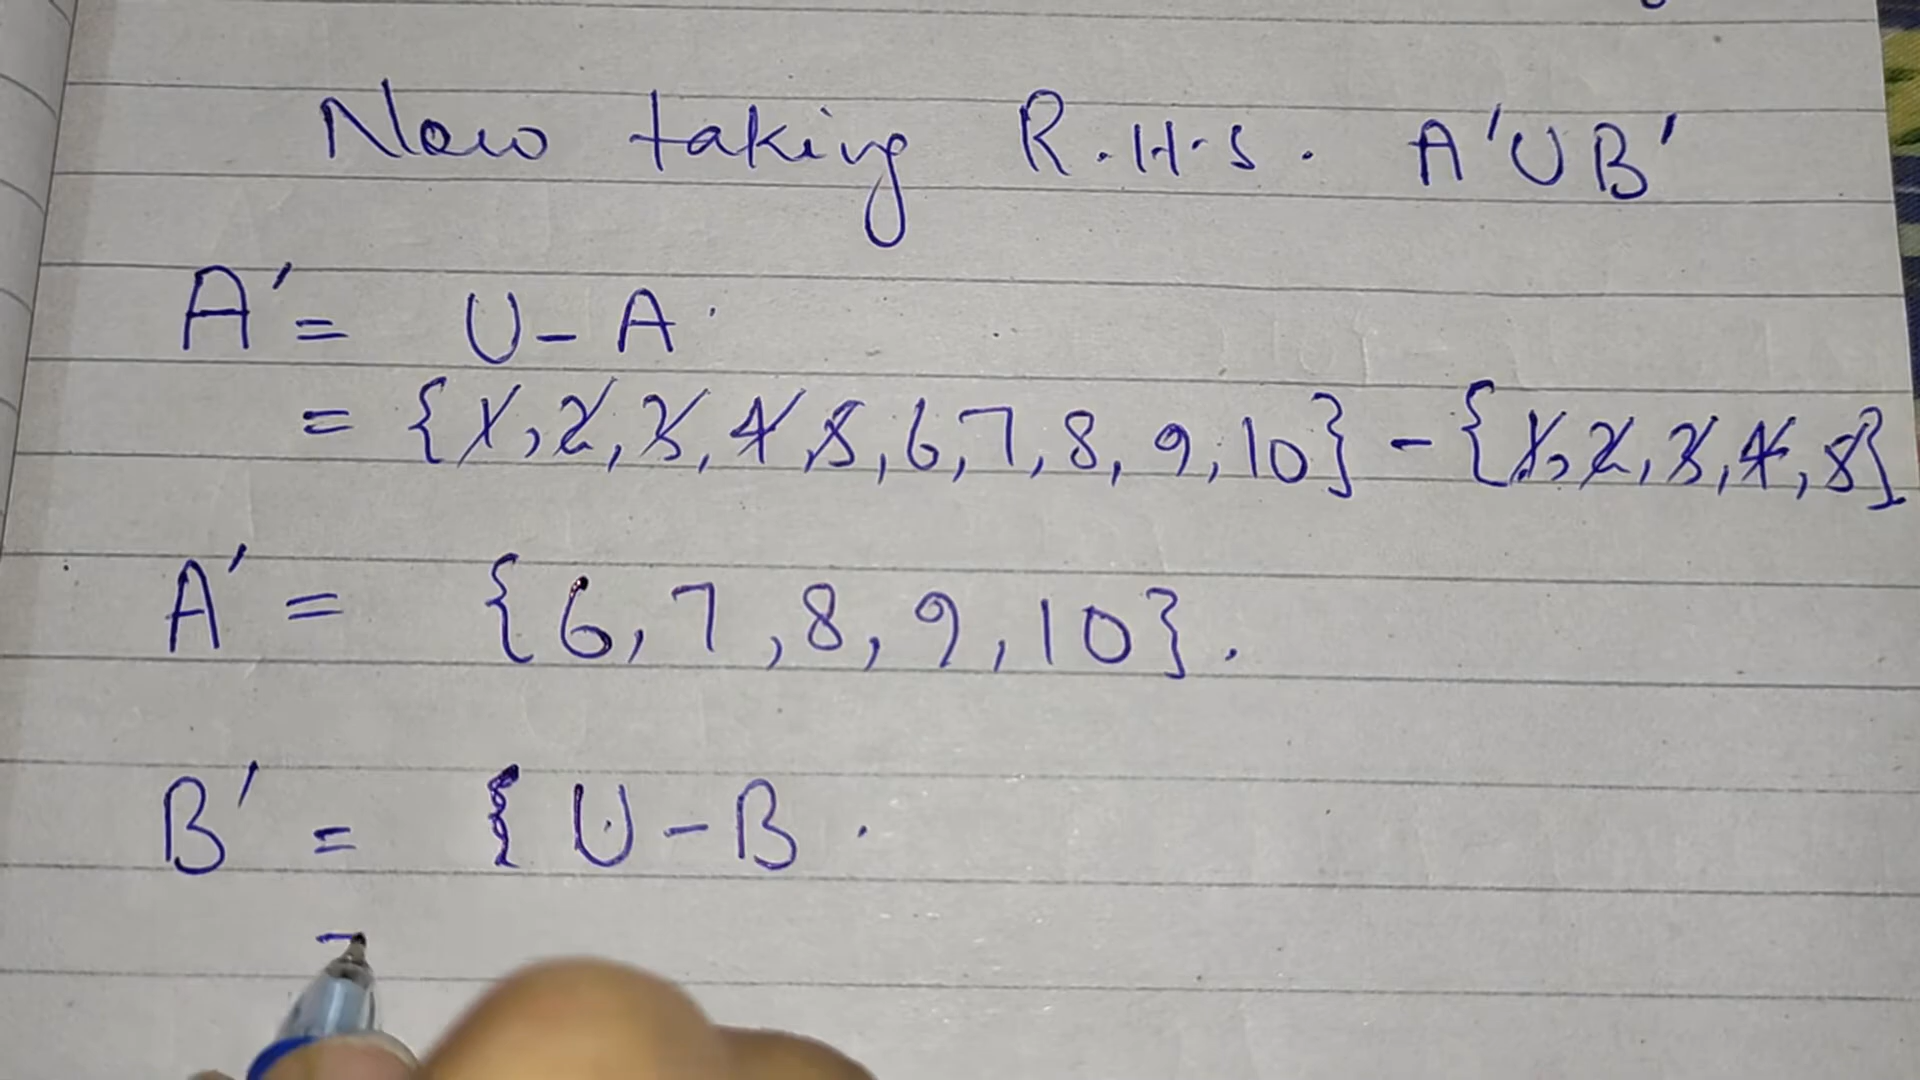 Now taking R.H.S. A'UB'
A' = U - A.
= {1,2,3,4,5,6,7,8,9,10} - {1,2,3,4,5}
A' = {6,7,8,9,10}.
B' = { U - B.